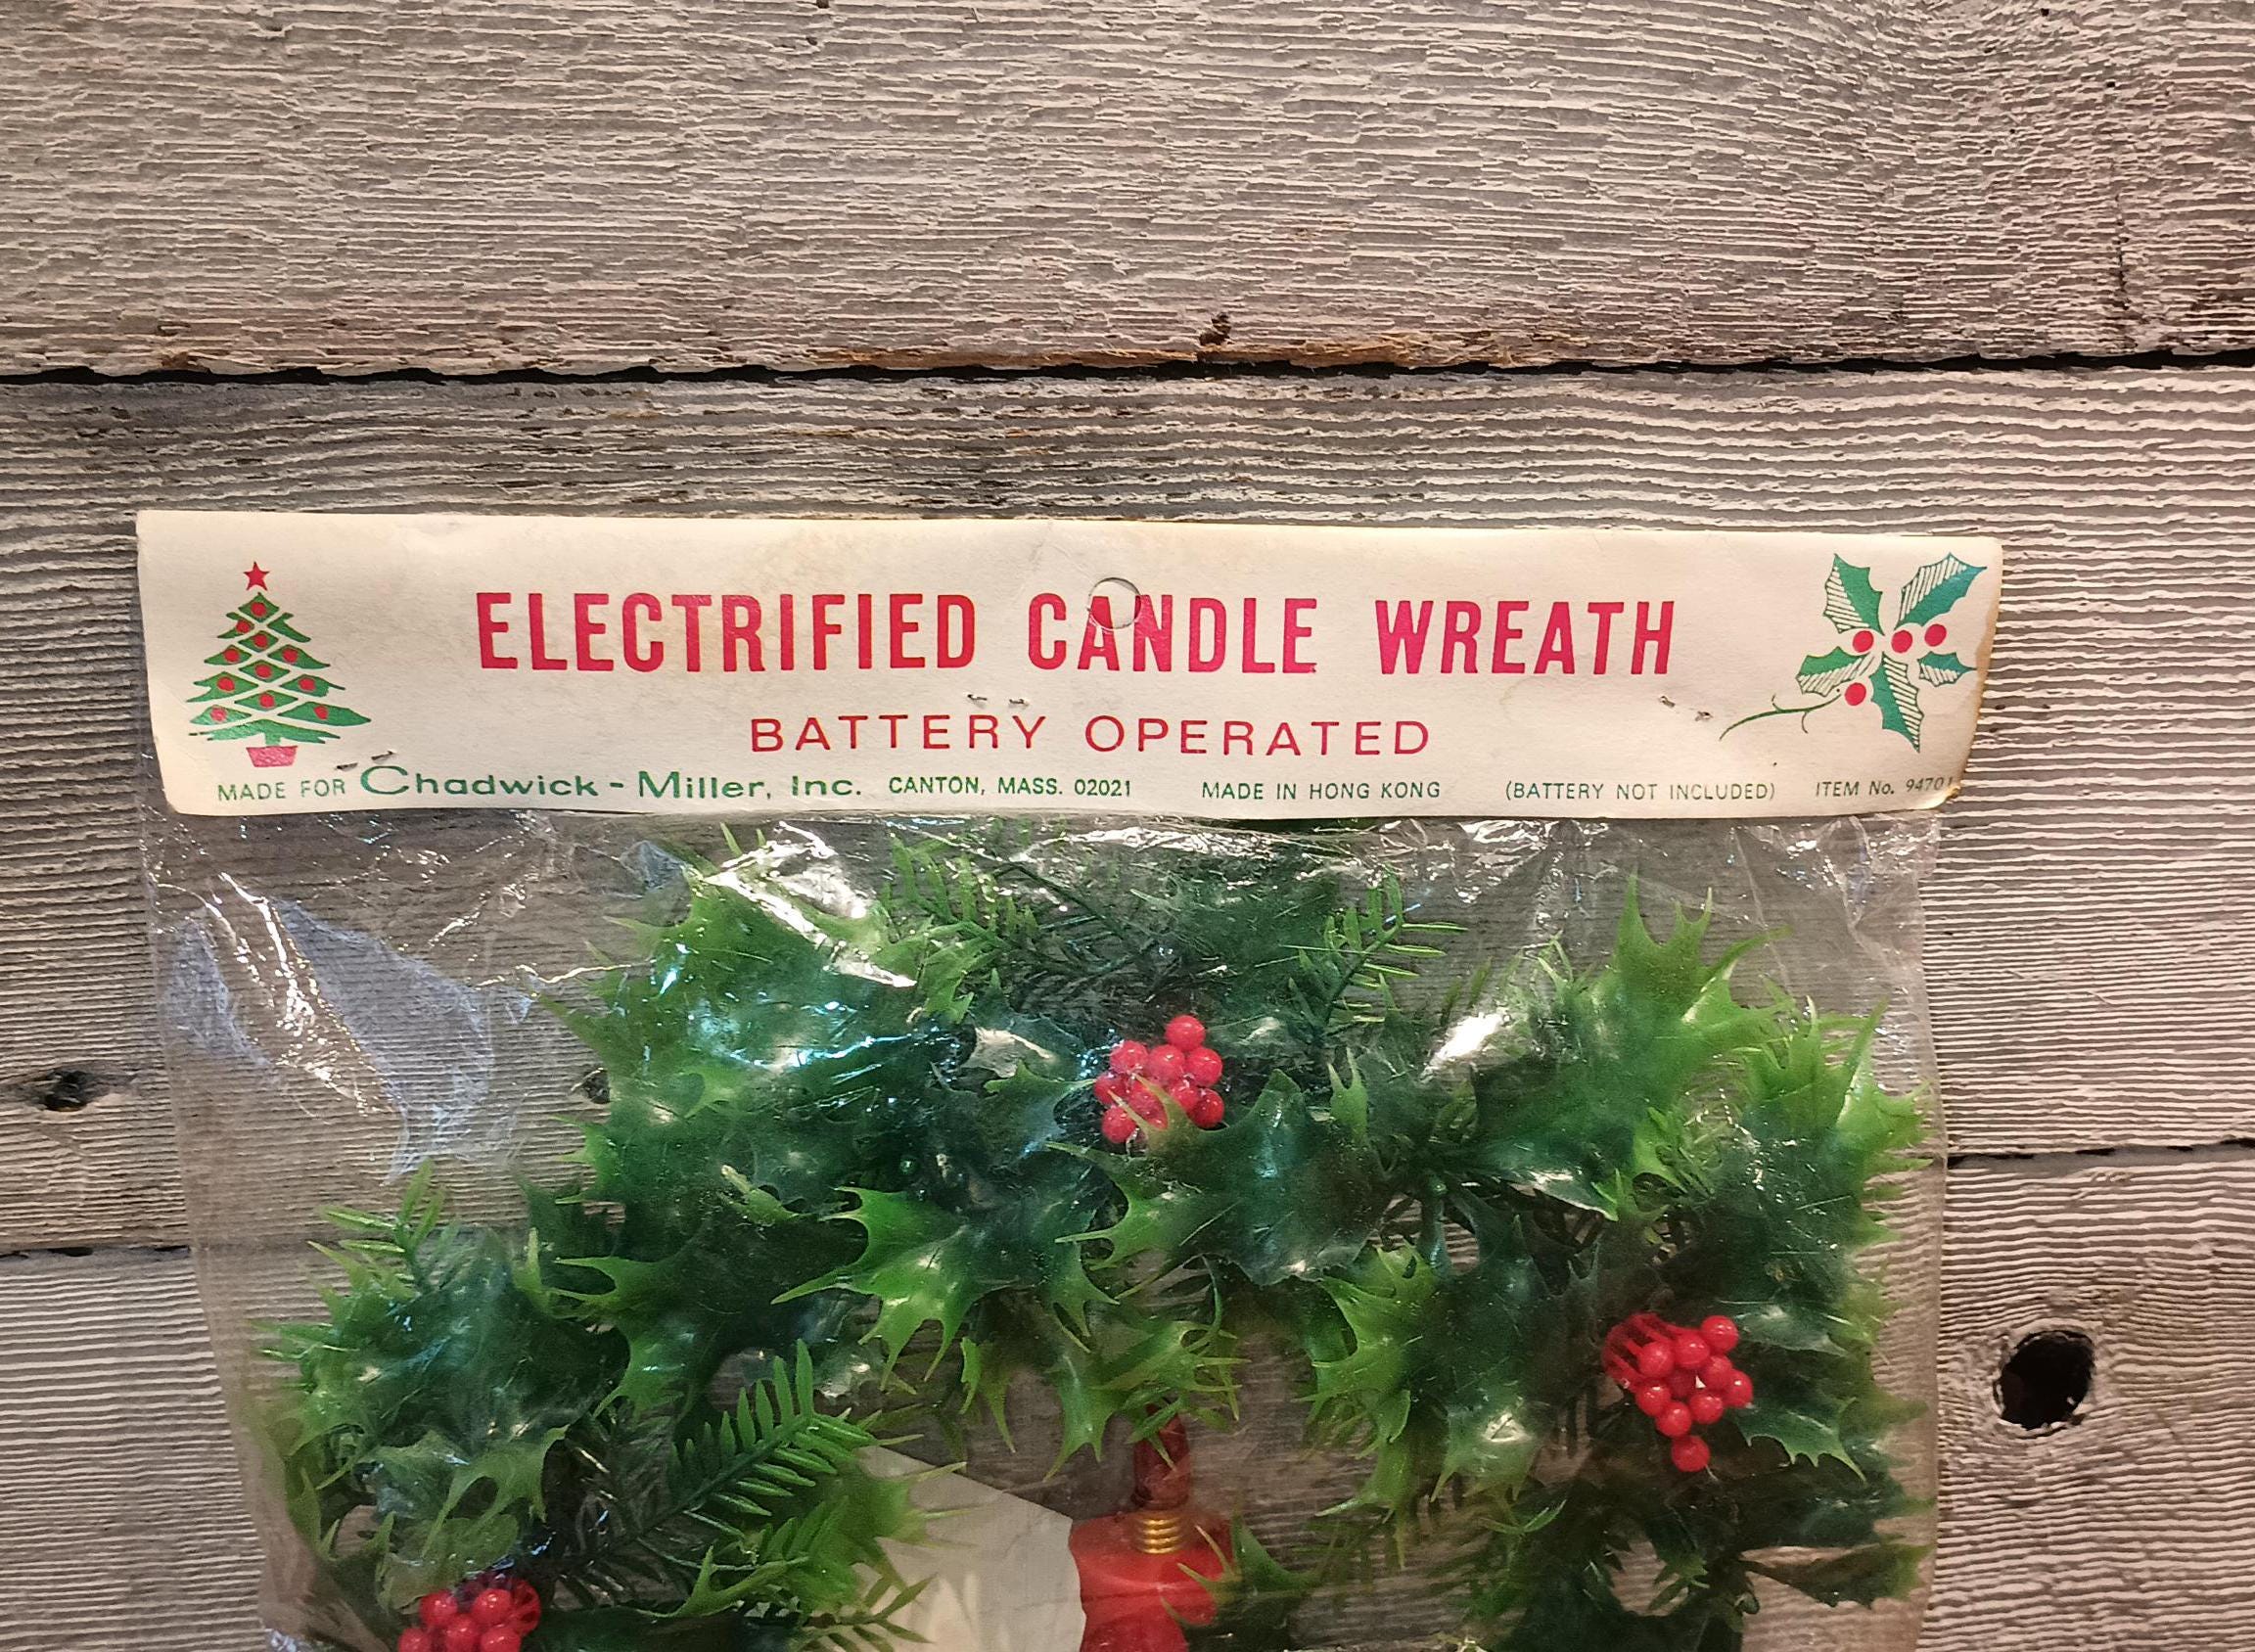 ELECTRIFIED CANDLE WREATH
BATTERY OPERATED
MADE FOR Chadwick - Miller, Inc. CANTON, MASS. 02021 MADE IN HONG KONG (BATTERY NOT INCLUDED) ITEM No. 94701